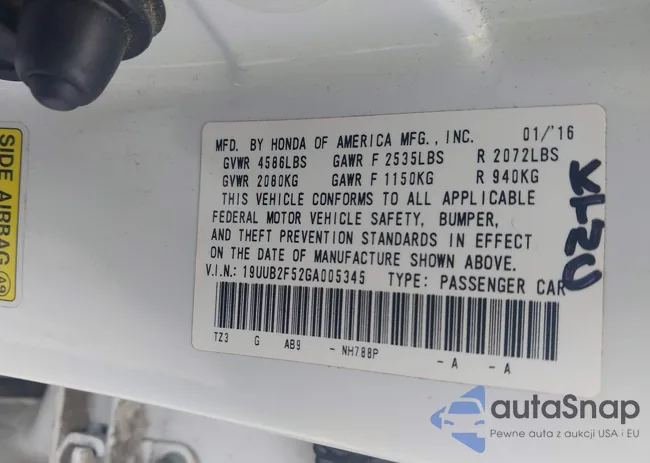 SIDE AIRBAG
A9
MFD. BY HONDA OF AMERICA MFG., INC. 01/'16
GVWR 4586LBS GAWR F 2535LBS R 2072LBS
GVWR 2080KG GAWR F 1150KG R 940KG
THIS VEHICLE CONFORMS TO ALL APPLICABLE
FEDERAL MOTOR VEHICLE SAFETY, BUMPER,
AND THEFT PREVENTION STANDARDS IN EFFECT
ON THE DATE OF MANUFACTURE SHOWN ABOVE.
V.I.N.: 19UUB2F52GA005345 TYPE: PASSENGER CAR
TZ3 G AB9 - NH788P - A - A
autaSnap
Pewne auta z aukcji USA i EU